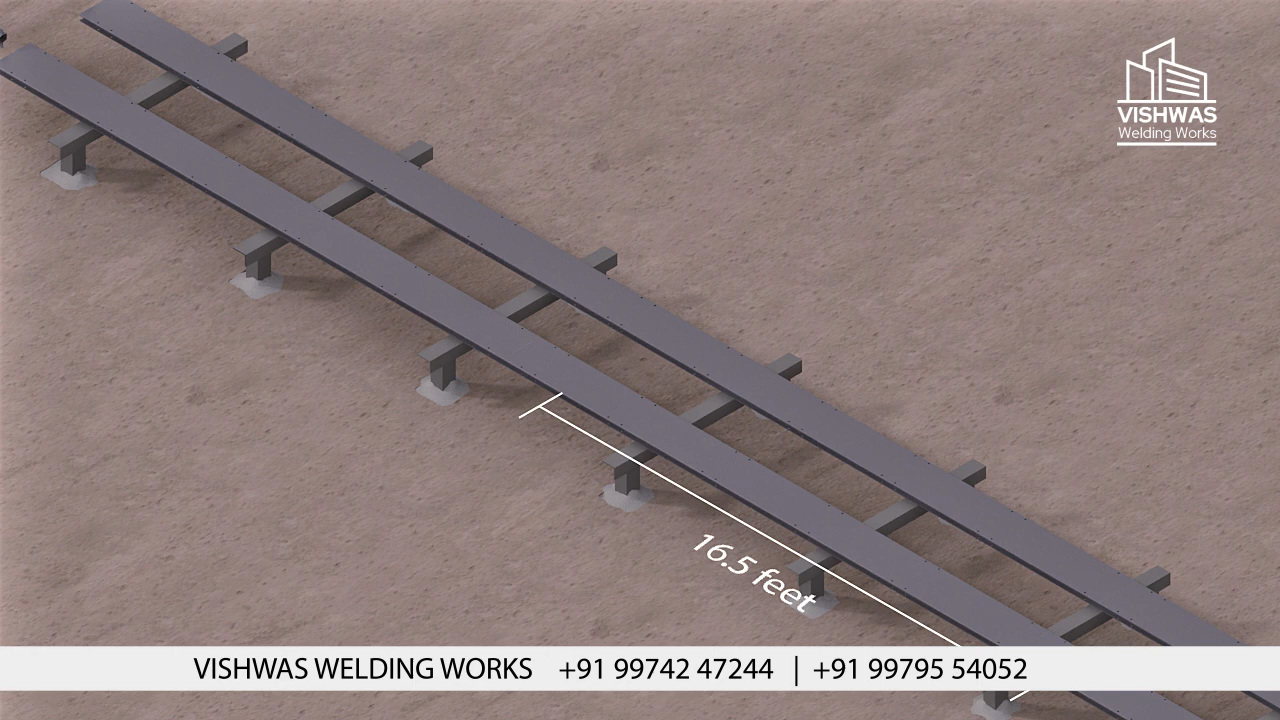 VISHWAS
Welding Works
16.5 feet
VISHWAS WELDING WORKS +91 99742 47244 | +91 99795 54052